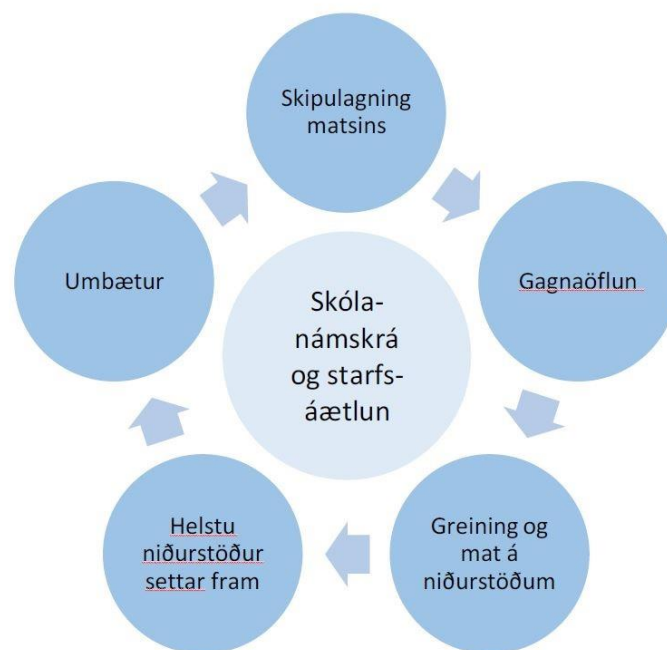 Skipulagning
matsins
Gagnaöflun
Greining og
mat á
niðurstöðum
Helstu
niðurstöður
settar fram
Umbætur
Skóla-
námskrá
og starfs-
áætlun